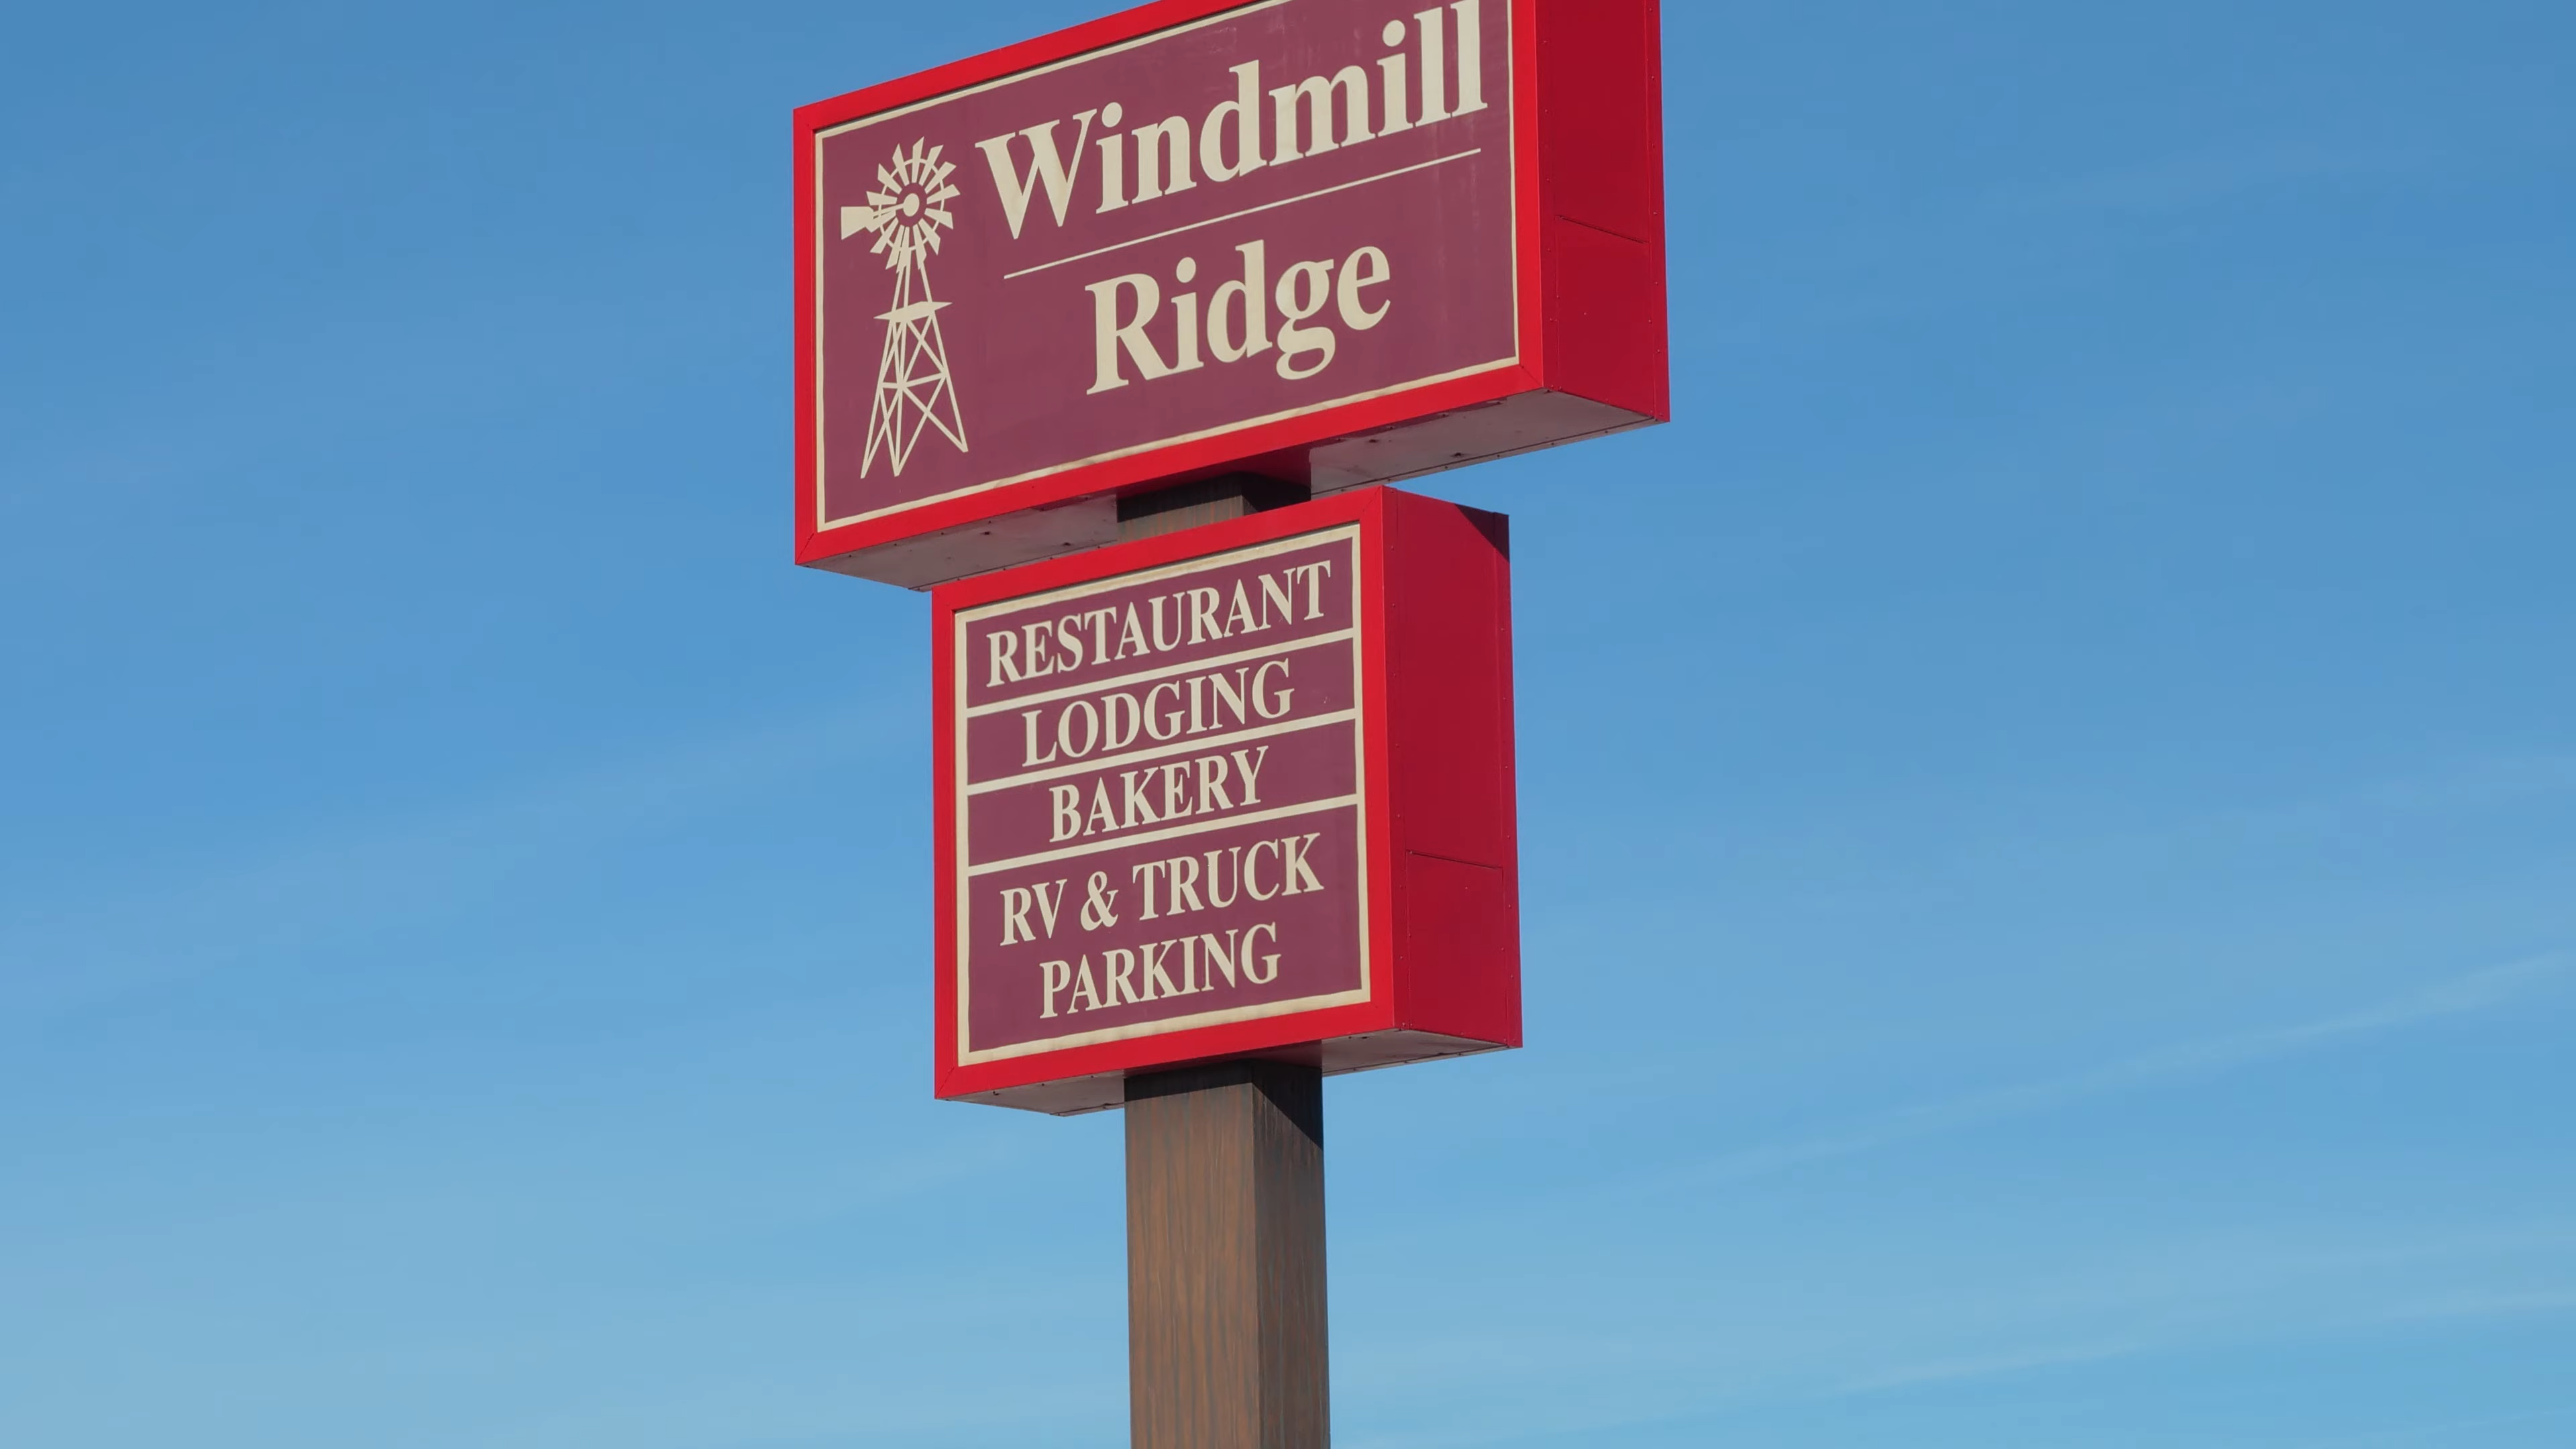 Windmill
Ridge
RESTAURANT
LODGING
BAKERY
RV & TRUCK
PARKING